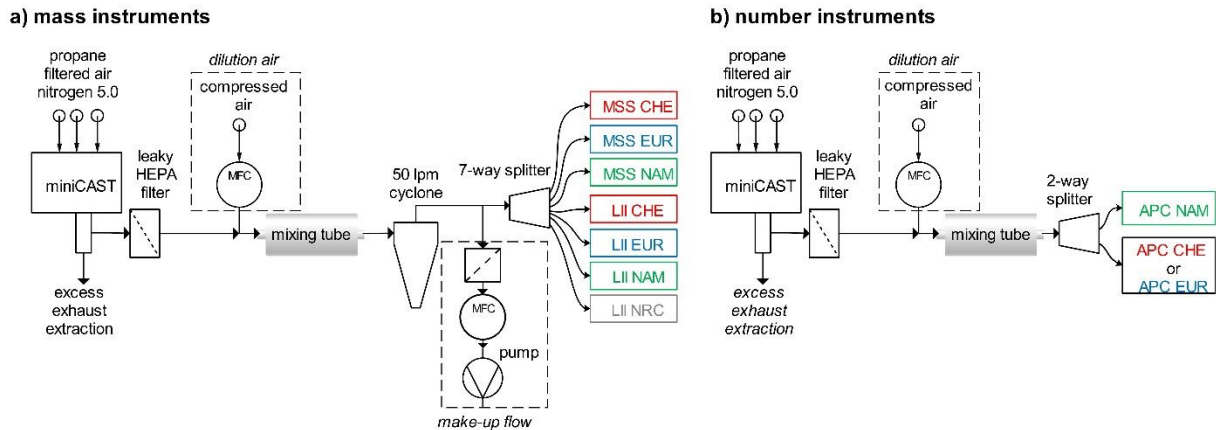 a) mass instruments
propane
filtered air
nitrogen 5.0
miniCAST
excess
exhaust
extraction
leaky
HEPA
filter
dilution air
compressed
air
MFC
mixing tube
50 lpm
cyclone
7-way splitter
MFC
pump
make-up flow
MSS CHE
MSS EUR
MSS NAM
LII CHE
LII EUR
LII NAM
LII NRC
b) number instruments
propane
filtered air
nitrogen 5.0
miniCAST
excess
exhaust
extraction
leaky
HEPA
filter
dilution air
compressed
air
MFC
mixing tube
2-way
splitter
APC NAM
APC CHE
or
APC EUR